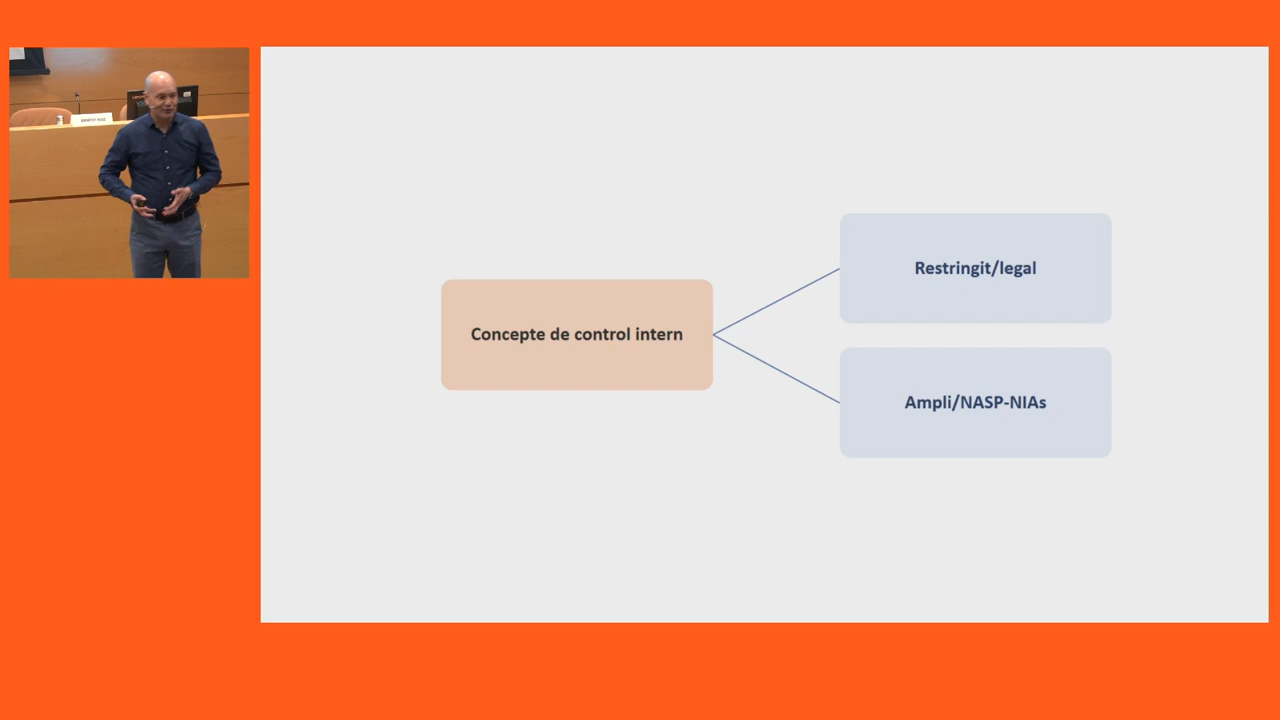 Concepte de control intern
Restringit/legal
Ampli/NASP-NIAs